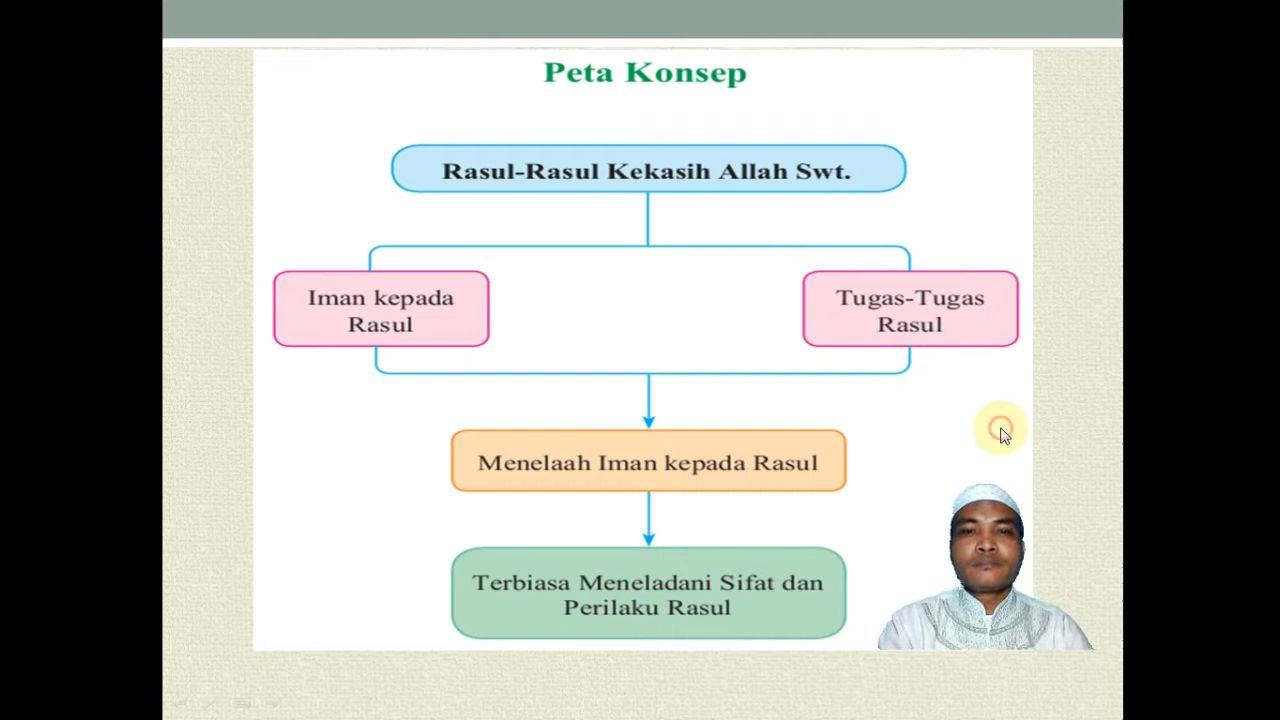 Peta Konsep
Rasul-Rasul Kekasih Allah Swt.
Iman kepada
Rasul
Tugas-Tugas
Rasul
Menelaah Iman kepada Rasul
Terbiasa Meneladani Sifat dan
Perilaku Rasul